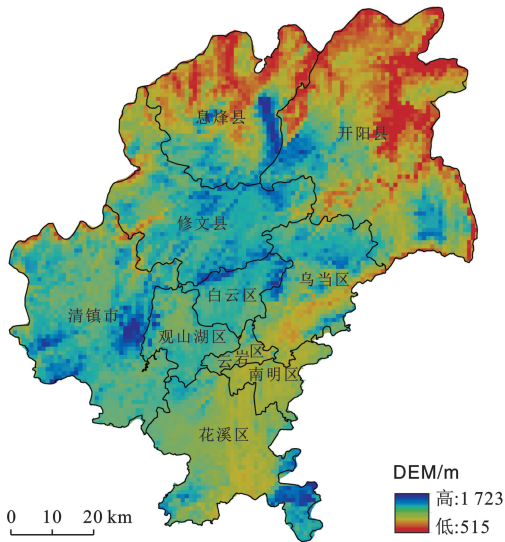 息烽县
开阳县
修文县
乌当区
白云区
清镇市
观山湖区
云岩区
南明区
花溪区
DEM/m
高:1 723
低:515
0 10 20 km